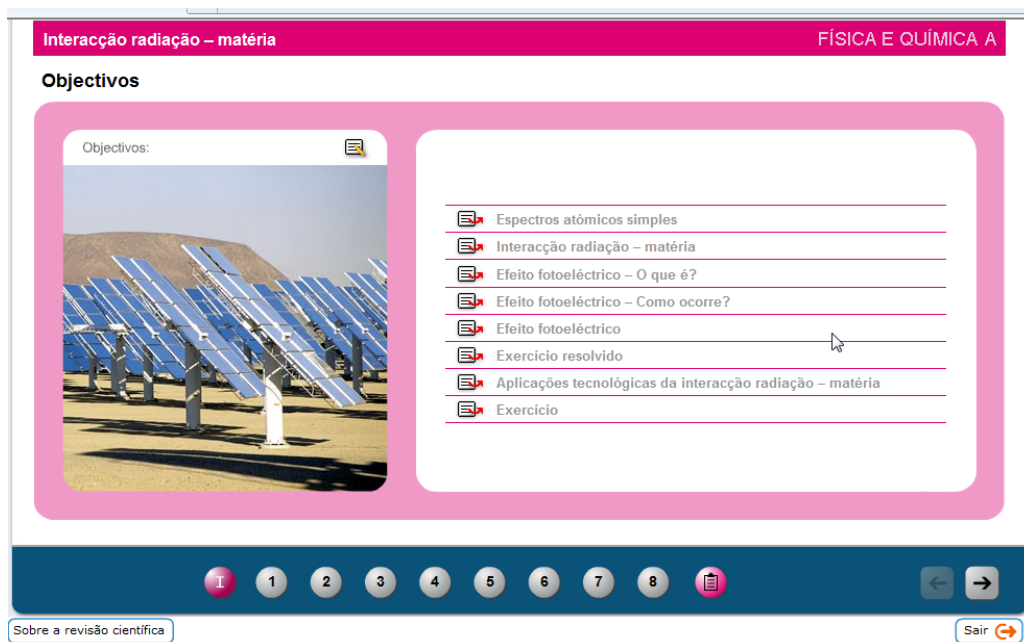 Interacção radiação – matéria
FÍSICA E QUÍMICA A
Objectivos
Objectivos:
Espectros atómicos simples
Interacção radiação – matéria
Efeito fotoeléctrico – O que é?
Efeito fotoeléctrico – Como ocorre?
Efeito fotoeléctrico
Exercício resolvido
Aplicações tecnológicas da interacção radiação – matéria
Exercício
I 1 2 3 4 5 6 7 8
Sobre a revisão científica
Sair